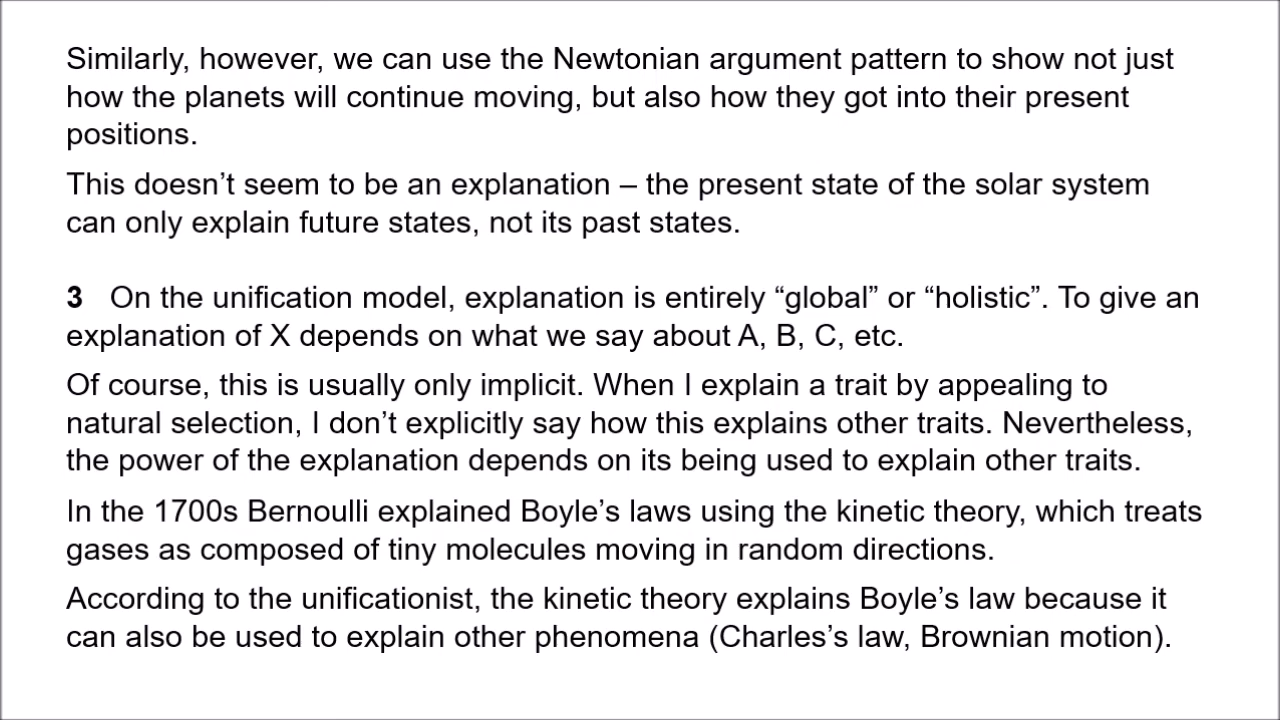 Similarly, however, we can use the Newtonian argument pattern to show not just
how the planets will continue moving, but also how they got into their present
positions.
This doesn’t seem to be an explanation – the present state of the solar system
can only explain future states, not its past states.
3 On the unification model, explanation is entirely “global” or “holistic”. To give an
explanation of X depends on what we say about A, B, C, etc.
Of course, this is usually only implicit. When I explain a trait by appealing to
natural selection, I don’t explicitly say how this explains other traits. Nevertheless,
the power of the explanation depends on its being used to explain other traits.
In the 1700s Bernoulli explained Boyle’s laws using the kinetic theory, which treats
gases as composed of tiny molecules moving in random directions.
According to the unificationist, the kinetic theory explains Boyle’s law because it
can also be used to explain other phenomena (Charles’s law, Brownian motion).